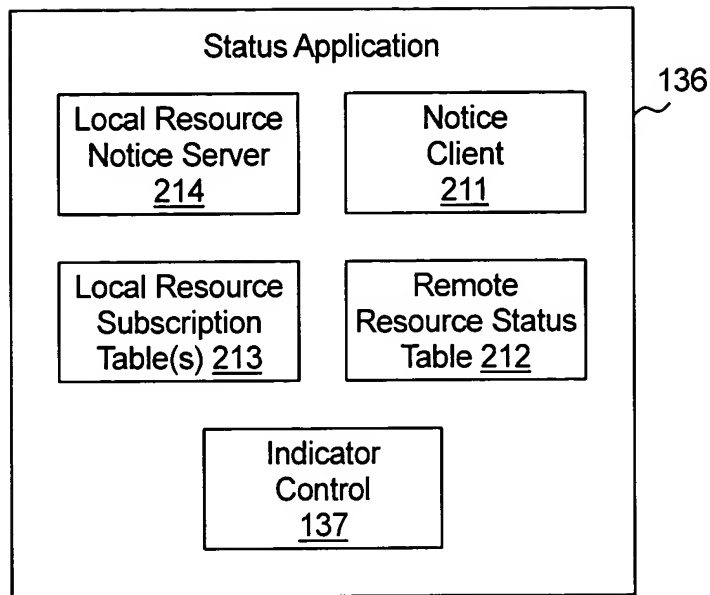 Status Application
136
Local Resource
Notice Server
214
Notice
Client
211
Local Resource
Subscription
Table(s) 213
Remote
Resource Status
Table 212
Indicator
Control
137